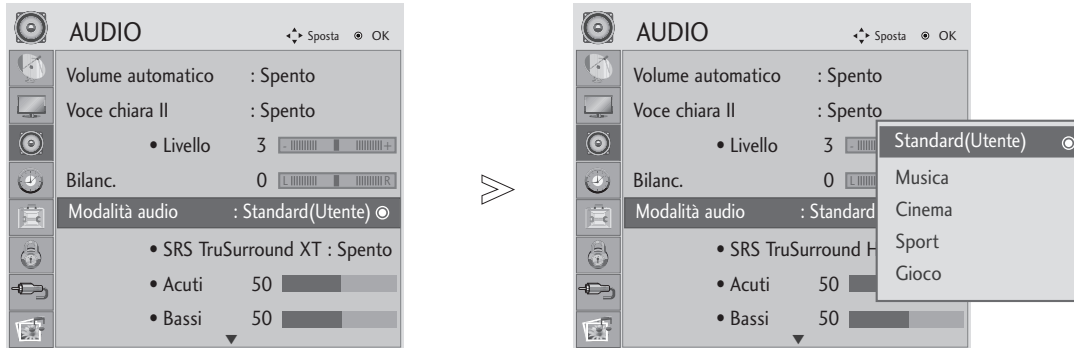 AUDIO Sposta OK
Volume automatico : Spento
Voce chiara II : Spento
• Livello 3 - +
Bilanc. 0 L R
Modalità audio : Standard(Utente)
• SRS TruSurround XT : Spento
• Acuti 50
• Bassi 50
AUDIO Sposta OK
Volume automatico : Spento
Voce chiara II : Spento
• Livello 3 -
Bilanc. 0 L
Modalità audio : Standard
• SRS TruSurround H
• Acuti 50
• Bassi 50
Standard(Utente)
Musica
Cinema
Sport
Gioco